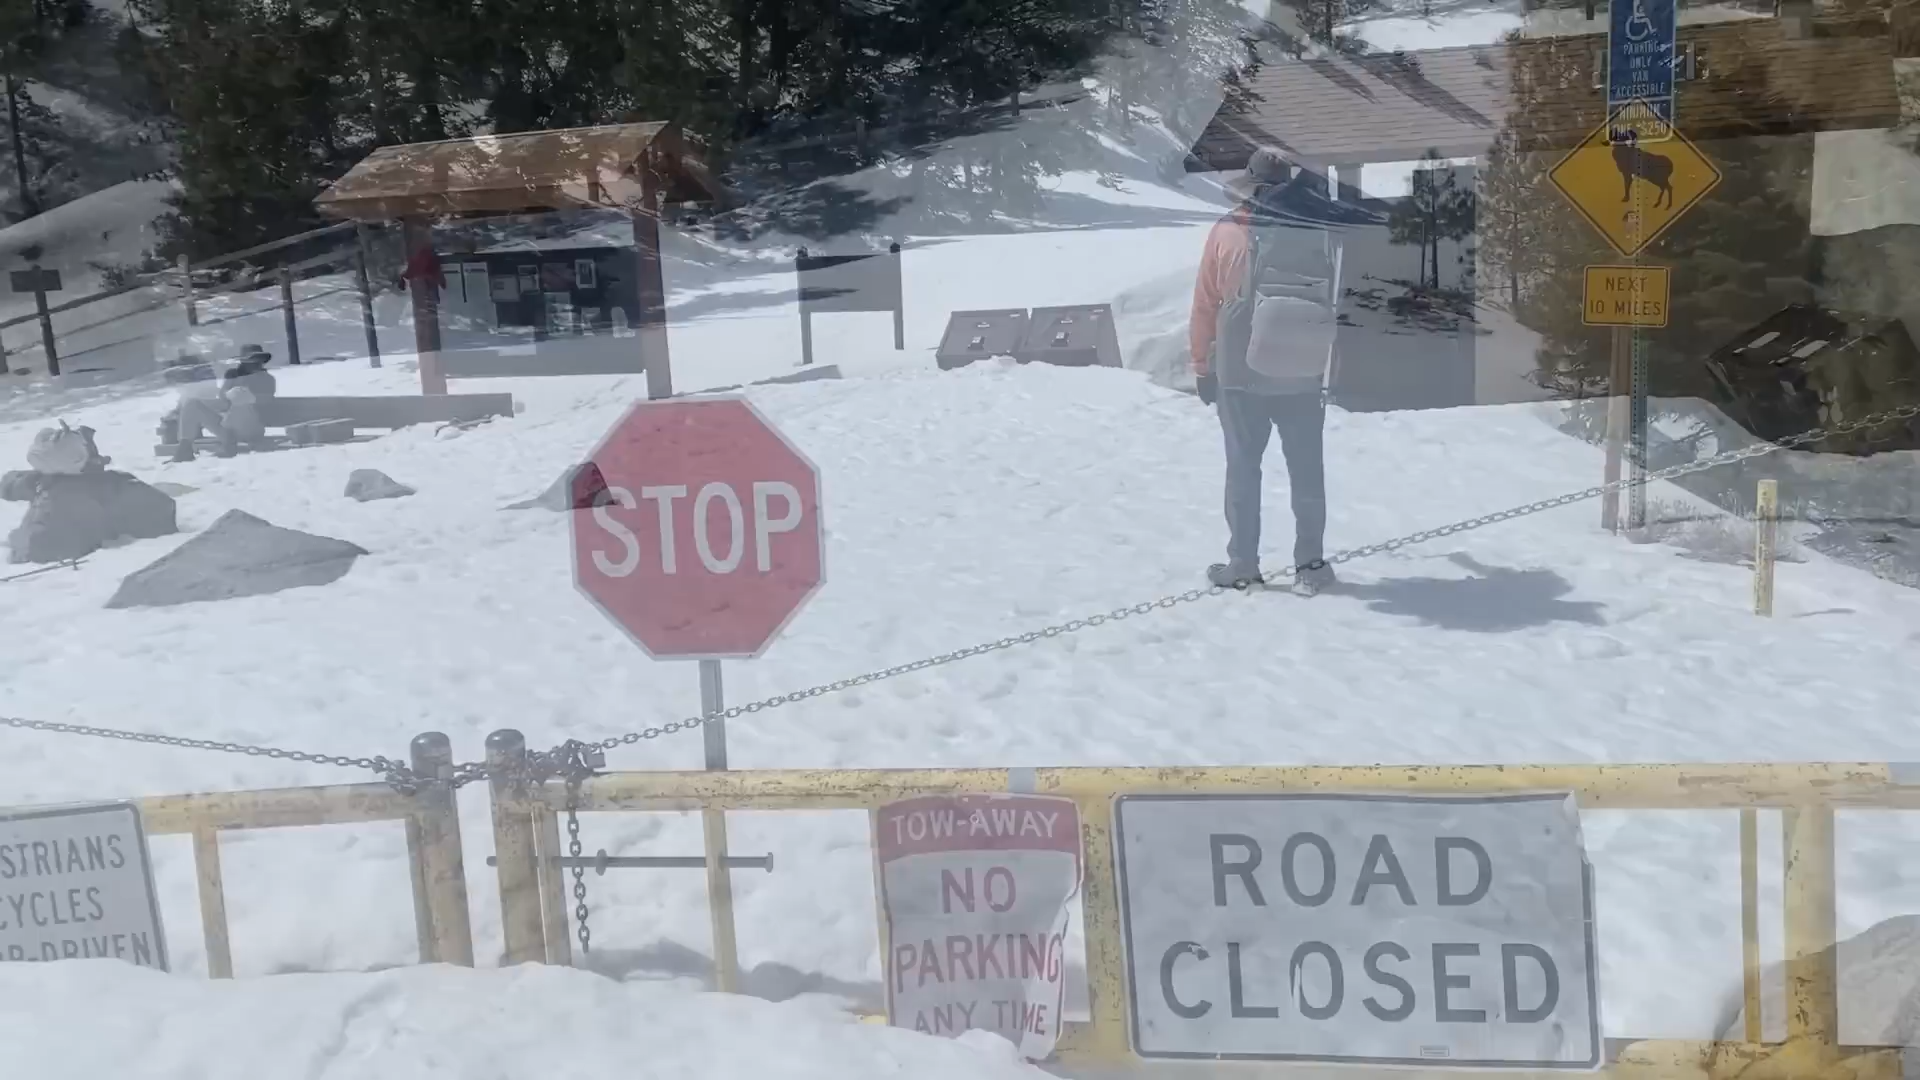 PARKING
ONLY
VAN
ACCESSIBLE
MINIMUM
FINE $250
NEXT
10 MILES
STOP
STRIANS
CYCLES
R-DRIVEN
TOW-AWAY
NO
PARKING
ANY TIME
ROAD
CLOSED